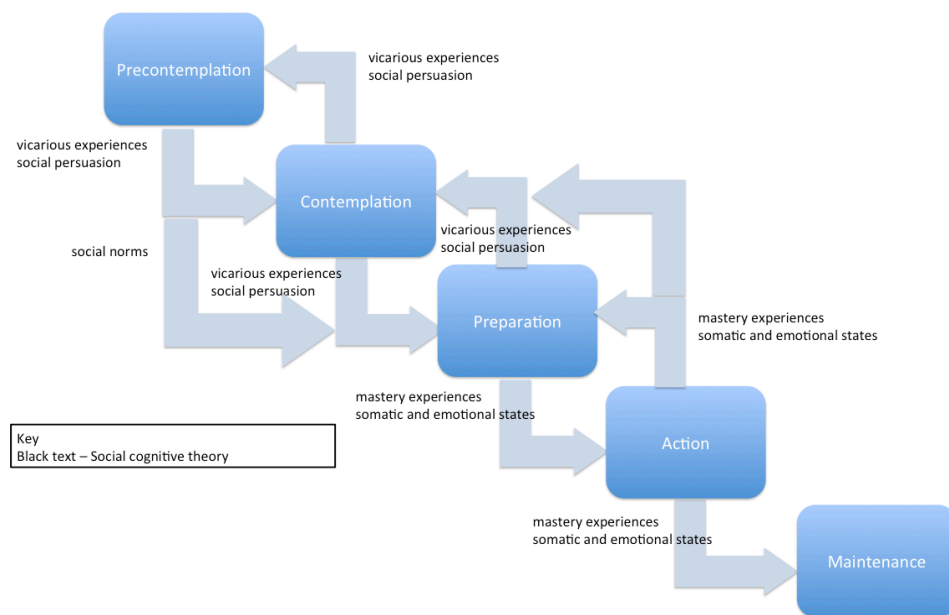 Precontemplation
vicarious experiences
social persuasion
vicarious experiences
social persuasion
Contemplation
social norms
vicarious experiences
social persuasion
vicarious experiences
social persuasion
Preparation
mastery experiences
somatic and emotional states
mastery experiences
somatic and emotional states
Action
Key
Black text – Social cognitive theory
mastery experiences
somatic and emotional states
Maintenance